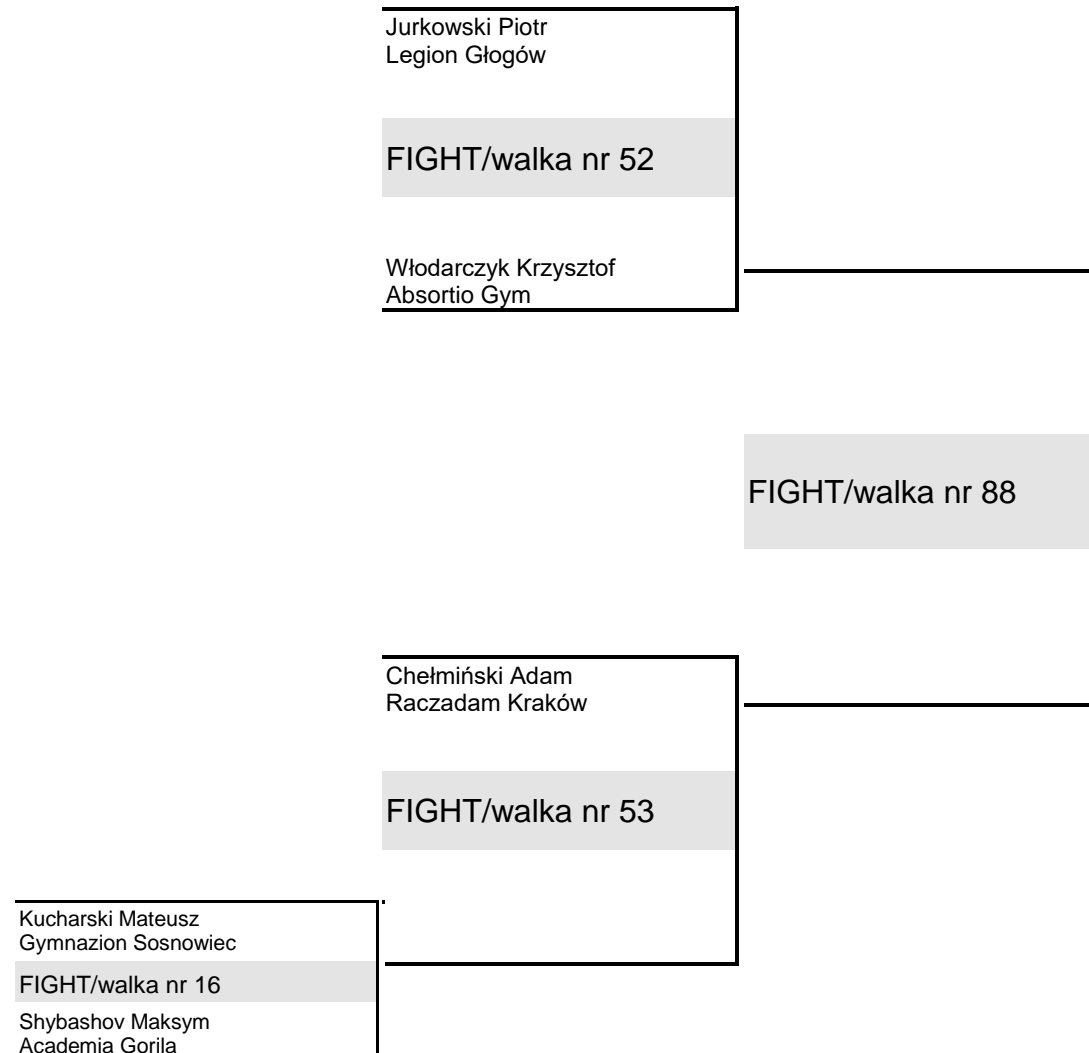 Jurkowski Piotr
Legion Głogów
FIGHT/walka nr 52
Włodarczyk Krzysztof
Absortio Gym
FIGHT/walka nr 88
Chełmiński Adam
Raczadam Kraków
FIGHT/walka nr 53
Kucharski Mateusz
Gymnazion Sosnowiec
FIGHT/walka nr 16
Shybashov Maksym
Academia Gorila